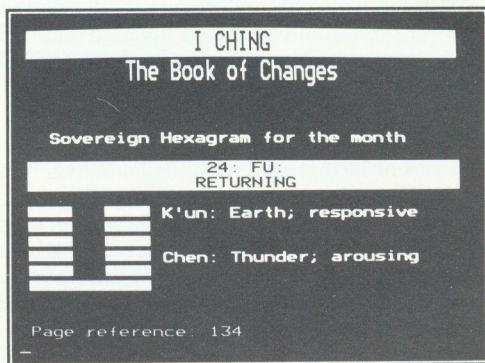 I CHING
The Book of Changes
Sovereign Hexagram for the month
24: FU:
RETURNING
K'un: Earth; responsive
Chen: Thunder; arousing
Page reference: 134
_